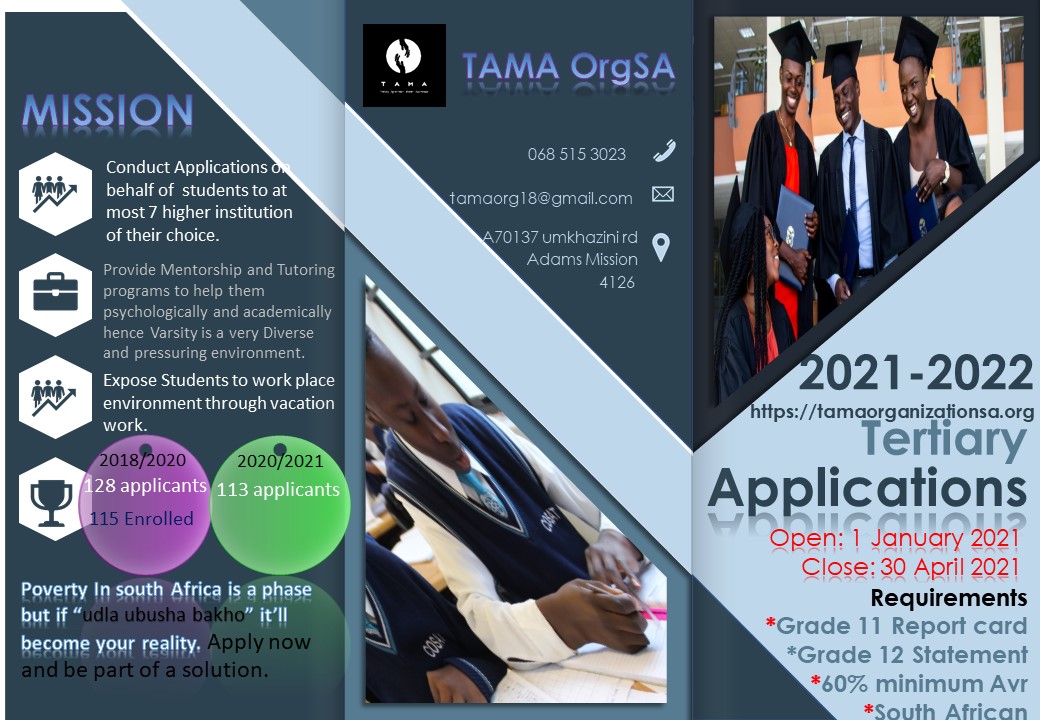 MISSION
Conduct Applications on
behalf of students to at
most 7 higher institution
of their choice.
Provide Mentorship and Tutoring
programs to help them
psychologically and academically
hence Varsity is a very Diverse
and pressuring environment.
Expose Students to work place
environment through vacation
work.
2018/2020
128 applicants
115 Enrolled
2020/2021
113 applicants
Poverty In south Africa is a phase
but if “udla ubusha bakho” it’ll
become your reality. Apply now
and be part of a solution.
TAMA
TAMA OrgSA
068 515 3023
tamaorg18@gmail.com
A70137 umkhazini rd
Adams Mission
4126
2021-2022
https://tamaorganizationsa.org
Tertiary
Applications
Open: 1 January 2021
Close: 30 April 2021
Requirements
*Grade 11 Report card
*Grade 12 Statement
*60% minimum Avr
*South African